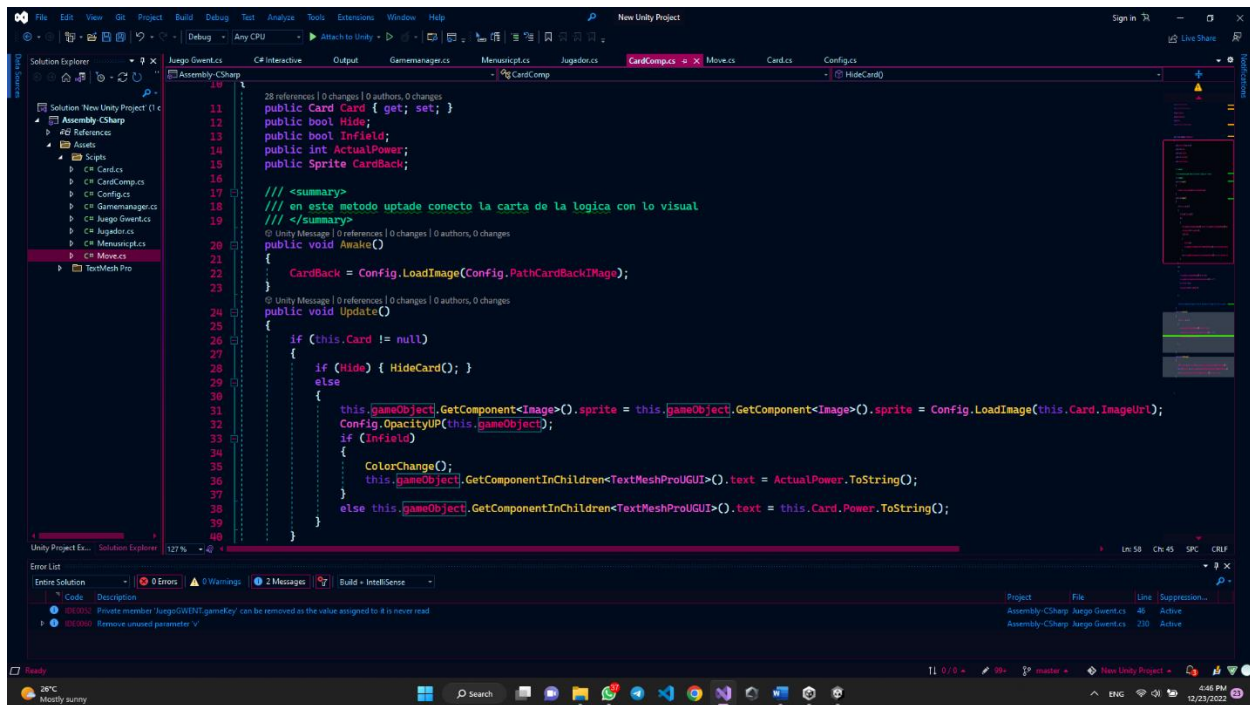 File Edit View Git Project Build Debug Test Analyze Tools Extensions Window Help New Unity Project Sign in
Debug Any CPU Attach to Unity Live Share
Solution Explorer
Juego Gwent.cs C# Interactive Output Gamemanager.cs Menusricpt.cs Jugador.cs CardComp.cs Move.cs Card.cs Config.cs
Data Sources
Notifications
Assembly-CSharp CardComp HideCard()
Solution 'New Unity Project' (1 c
Assembly-CSharp
References
Assets
Scipts
C# Card.cs
C# CardComp.cs
C# Config.cs
C# Gamemanager.cs
C# Juego Gwent.cs
C# Jugador.cs
C# Menusricpt.cs
C# Move.cs
TextMesh Pro
Unity Project Ex... Solution Explorer
10 {
28 references | 0 changes | 0 authors, 0 changes
11 public Card Card { get; set; }
12 public bool Hide;
13 public bool Infield;
14 public int ActualPower;
15 public Sprite CardBack;
16
17 /// <summary>
18 /// en este metodo uptade conecto la carta de la logica con lo visual
19 /// </summary>
Unity Message | 0 references | 0 changes | 0 authors, 0 changes
20 public void Awake()
21 {
22 CardBack = Config.LoadImage(Config.PathCardBackIMage);
23 }
Unity Message | 0 references | 0 changes | 0 authors, 0 changes
24 public void Update()
25 {
26 if (this.Card != null)
27 {
28 if (Hide) { HideCard(); }
29 else
30 {
31 this.gameObject.GetComponent<Image>().sprite = this.gameObject.GetComponent<Image>().sprite = Config.LoadImage(this.Card.ImageUrl);
32 Config.OpacityUP(this.gameObject);
33 if (Infield)
34 {
35 ColorChange();
36 this.gameObject.GetComponentInChildren<TextMeshProUGUI>().text = ActualPower.ToString();
37 }
38 else this.gameObject.GetComponentInChildren<TextMeshProUGUI>().text = this.Card.Power.ToString();
39 }
40 }
127 % Ln: 58 Ch: 45 SPC CRLF
Error List
Entire Solution 0 Errors 0 Warnings 2 Messages Build + IntelliSense
Code Description Project File Line Suppression...
IDE0052 Private member 'JuegoGWENT.gameKey' can be removed as the value assigned to it is never read Assembly-CSharp Juego Gwent.cs 46 Active
IDE0060 Remove unused parameter 'v' Assembly-CSharp Juego Gwent.cs 230 Active
Ready 0 / 0 99+ master New Unity Project
26°C
Mostly sunny
Search
ENG
4:46 PM
12/23/2022